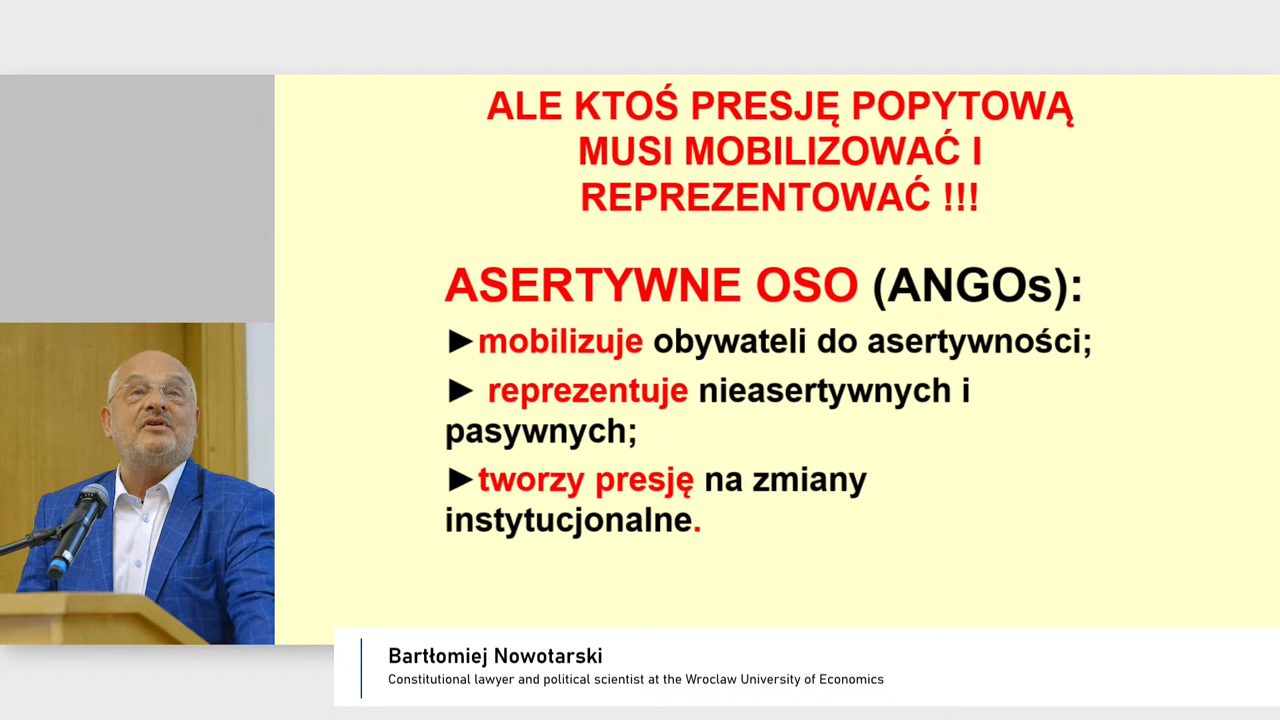 ALE KTOŚ PRESJĘ POPYTOWĄ
MUSI MOBILIZOWAĆ I
REPREZENTOWAĆ !!!
ASERTYWNE OSO (ANGOs):
►mobilizuje obywateli do asertywności;
► reprezentuje nieasertywnych i
pasywnych;
►tworzy presję na zmiany
instytucjonalne.
Bartłomiej Nowotarski
Constitutional lawyer and political scientist at the Wroclaw University of Economics